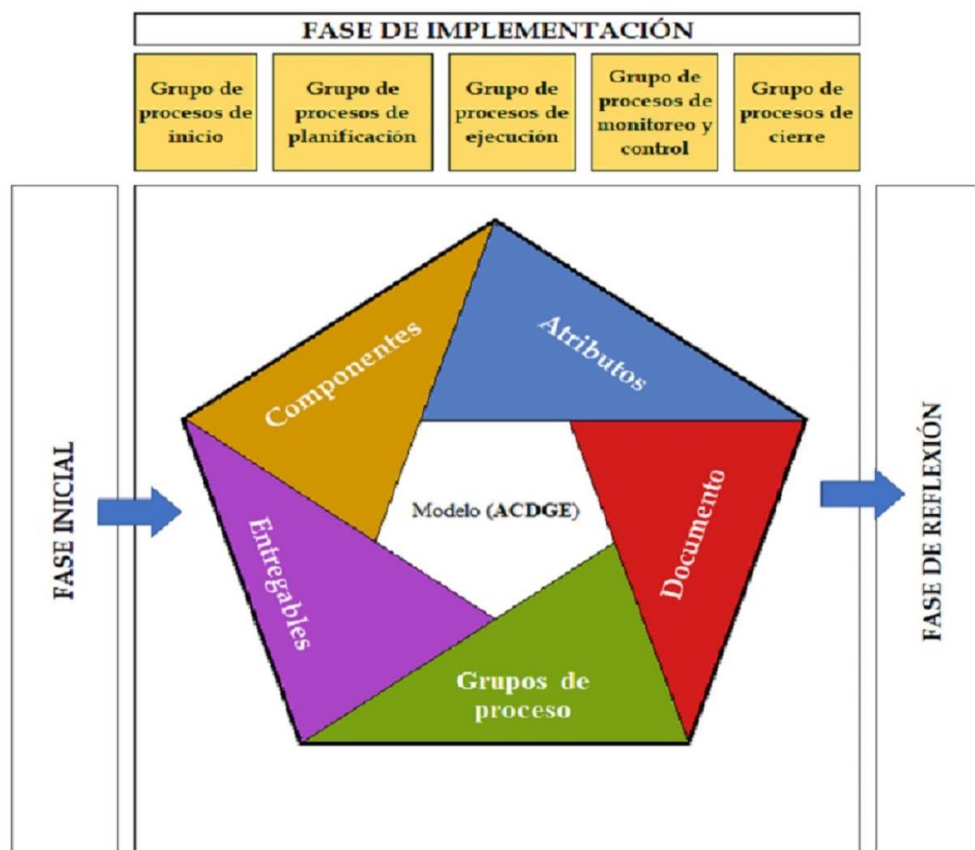 FASE DE IMPLEMENTACIÓN
Grupo de
procesos de
inicio
Grupo de
procesos de
planificación
Grupo de
procesos de
ejecución
Grupo de
procesos de
monitoreo y
control
Grupo de
procesos de
cierre
FASE INICIAL
Componentes
Atributos
Modelo (ACDGE)
Entregables
Documento
Grupos de
proceso
FASE DE REFLEXIÓN